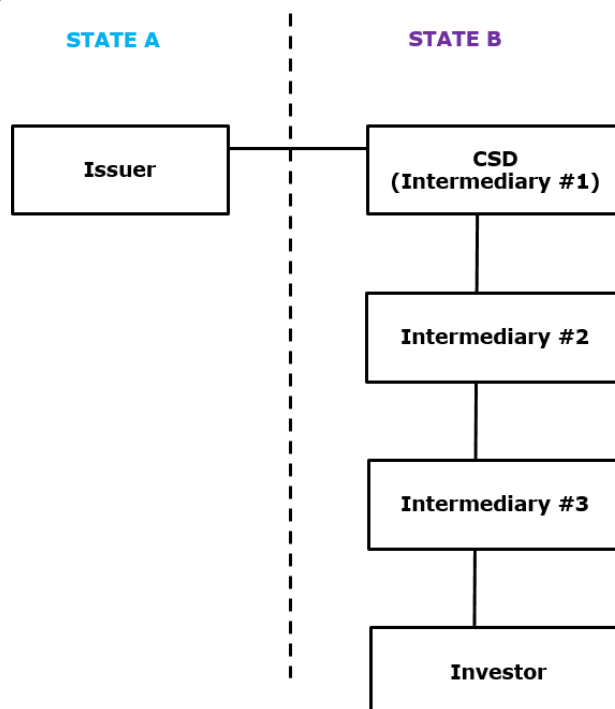 STATE A
STATE B
Issuer
CSD
(Intermediary #1)
Intermediary #2
Intermediary #3
Investor